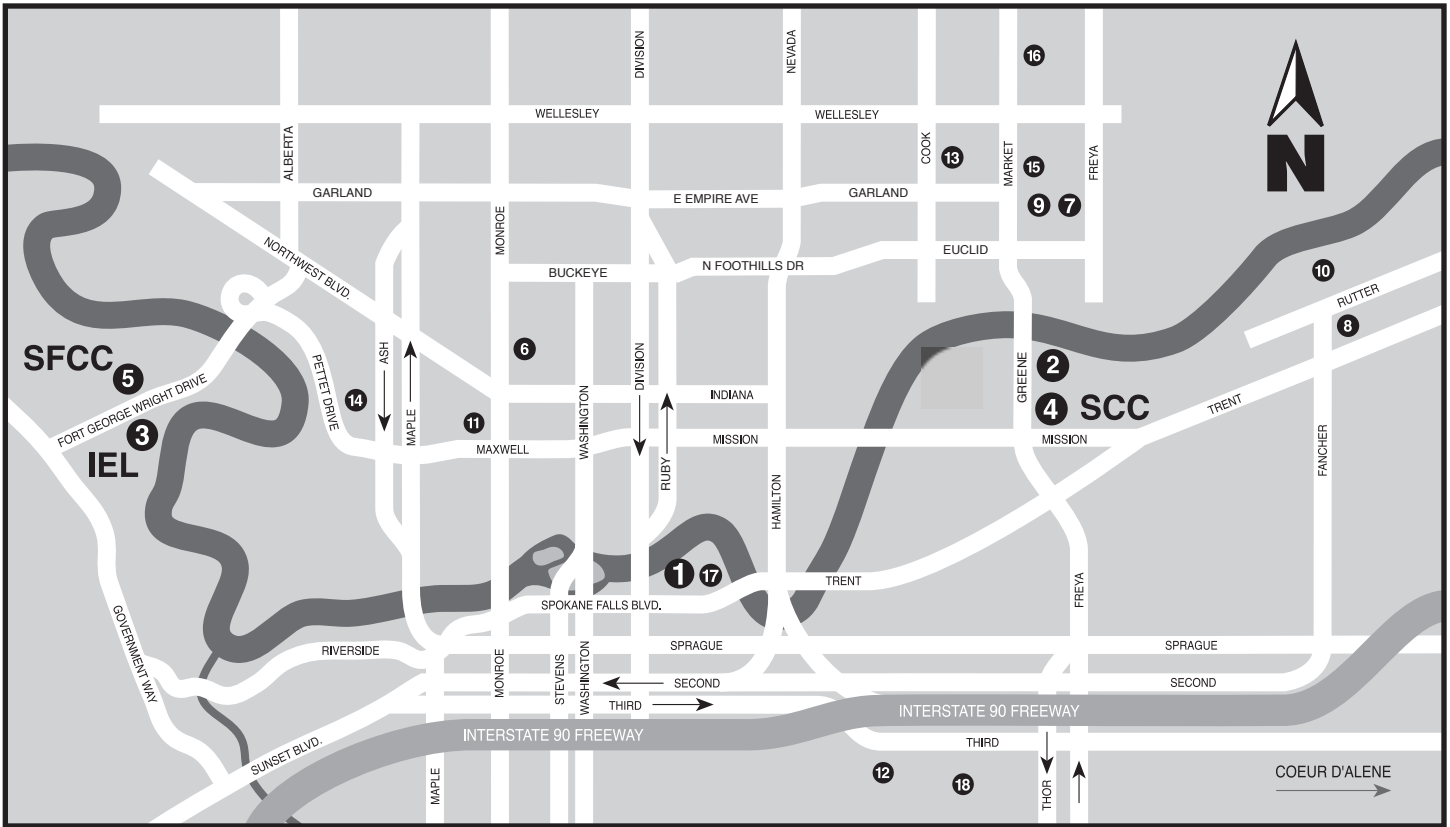 DIVISION
NEVADA
16
WELLESLEY
WELLESLEY
ALBERTA
COOK
13
MARKET
15
FREYA
N
GARLAND
E EMPIRE AVE
GARLAND
9
7
MONROE
NORTHWEST BLVD.
BUCKEYE
N FOOTHILLS DR
EUCLID
10
RUTTER
8
SFCC
5
PETTET DRIVE
ASH
6
DIVISION
GREENE
2
FORT GEORGE WRIGHT DRIVE
14
MAPLE
11
WASHINGTON
INDIANA
4
SCC
TRENT
3
IEL
MAXWELL
MISSION
MISSION
FANCHER
RUBY
HAMILTON
1
17
TRENT
FREYA
SPOKANE FALLS BLVD.
GOVERNMENT WAY
RIVERSIDE
SPRAGUE
SPRAGUE
MONROE
STEVENS
WASHINGTON
SECOND
SECOND
THIRD
INTERSTATE 90 FREEWAY
INTERSTATE 90 FREEWAY
SUNSET BLVD.
THIRD
MAPLE
12
18
THOR
COEUR D'ALENE